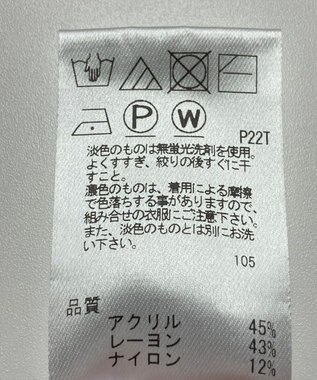 P W
P22T
淡色のものは無蛍光洗剤を使用。
よくすすぎ、絞りの後すぐに干
すこと。
濃色のものは、着用による摩擦
で色落ちする事がありますので、
組み合せの衣服にご注意下さい。
また、淡色のものとは別にお洗
い下さい。
105
品質
アクリル 45%
レーヨン 43%
ナイロン 12%